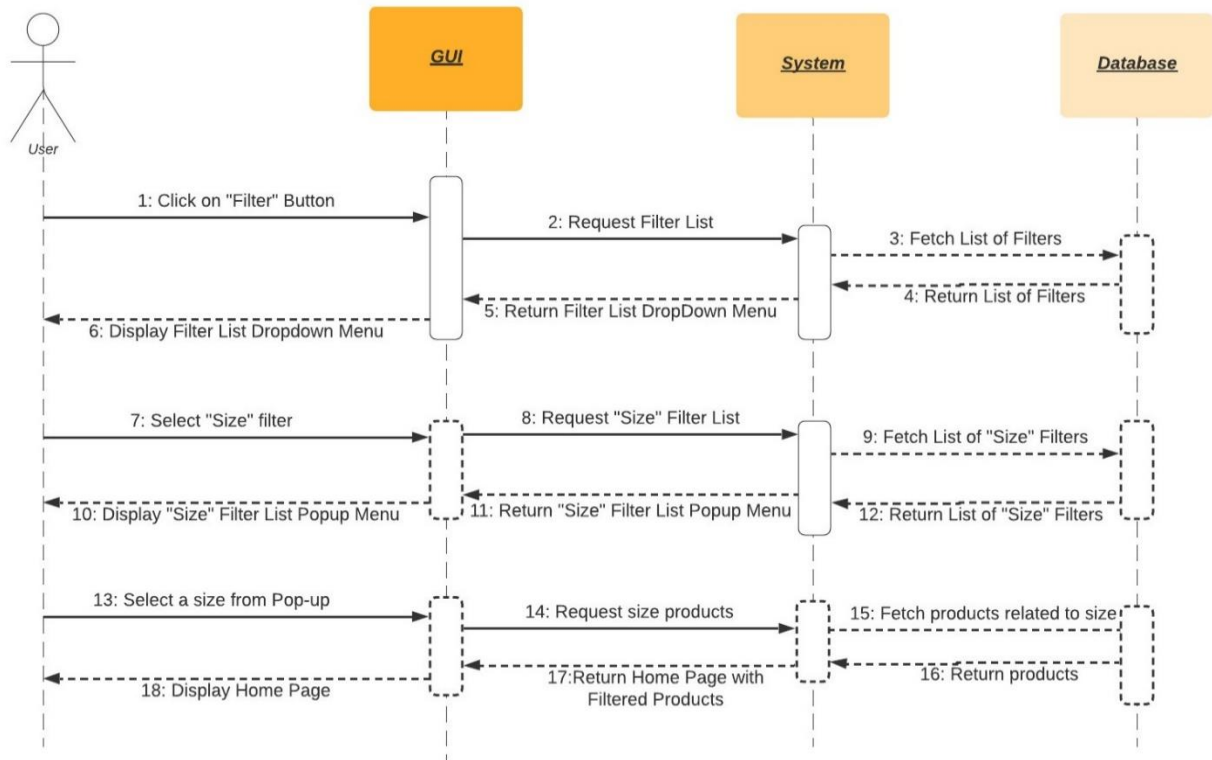 GUI
System
Database
User
1: Click on "Filter" Button
2: Request Filter List
3: Fetch List of Filters
4: Return List of Filters
5: Return Filter List DropDown Menu
6: Display Filter List Dropdown Menu
7: Select "Size" filter
8: Request "Size" Filter List
9: Fetch List of "Size" Filters
10: Display "Size" Filter List Popup Menu
11: Return "Size" Filter List Popup Menu
12: Return List of "Size" Filters
13: Select a size from Pop-up
14: Request size products
15: Fetch products related to size
16: Return products
17:Return Home Page with
Filtered Products
18: Display Home Page